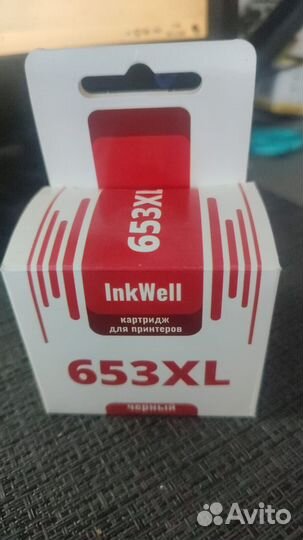 653XL
InkWell
картридж
для принтеров
653XL
черный
Avito